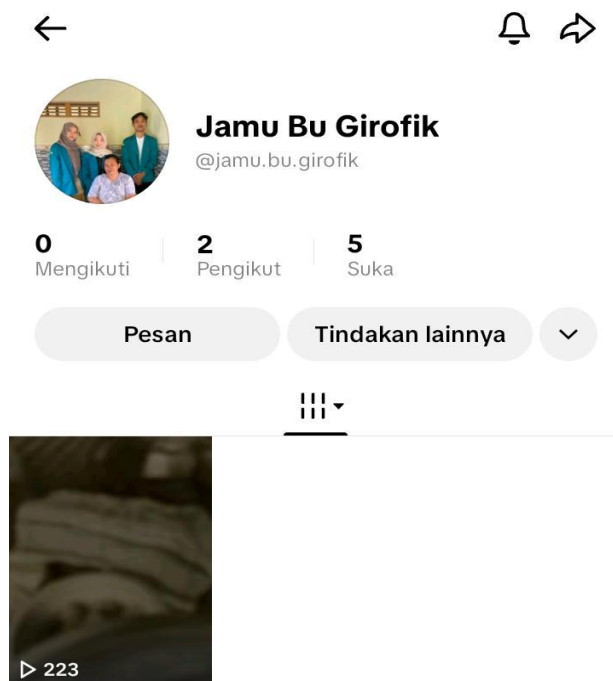 Jamu Bu Girofik
@jamu.bu.girofik
0
Mengikuti
2
Pengikut
5
Suka
Pesan
Tindakan lainnya
223